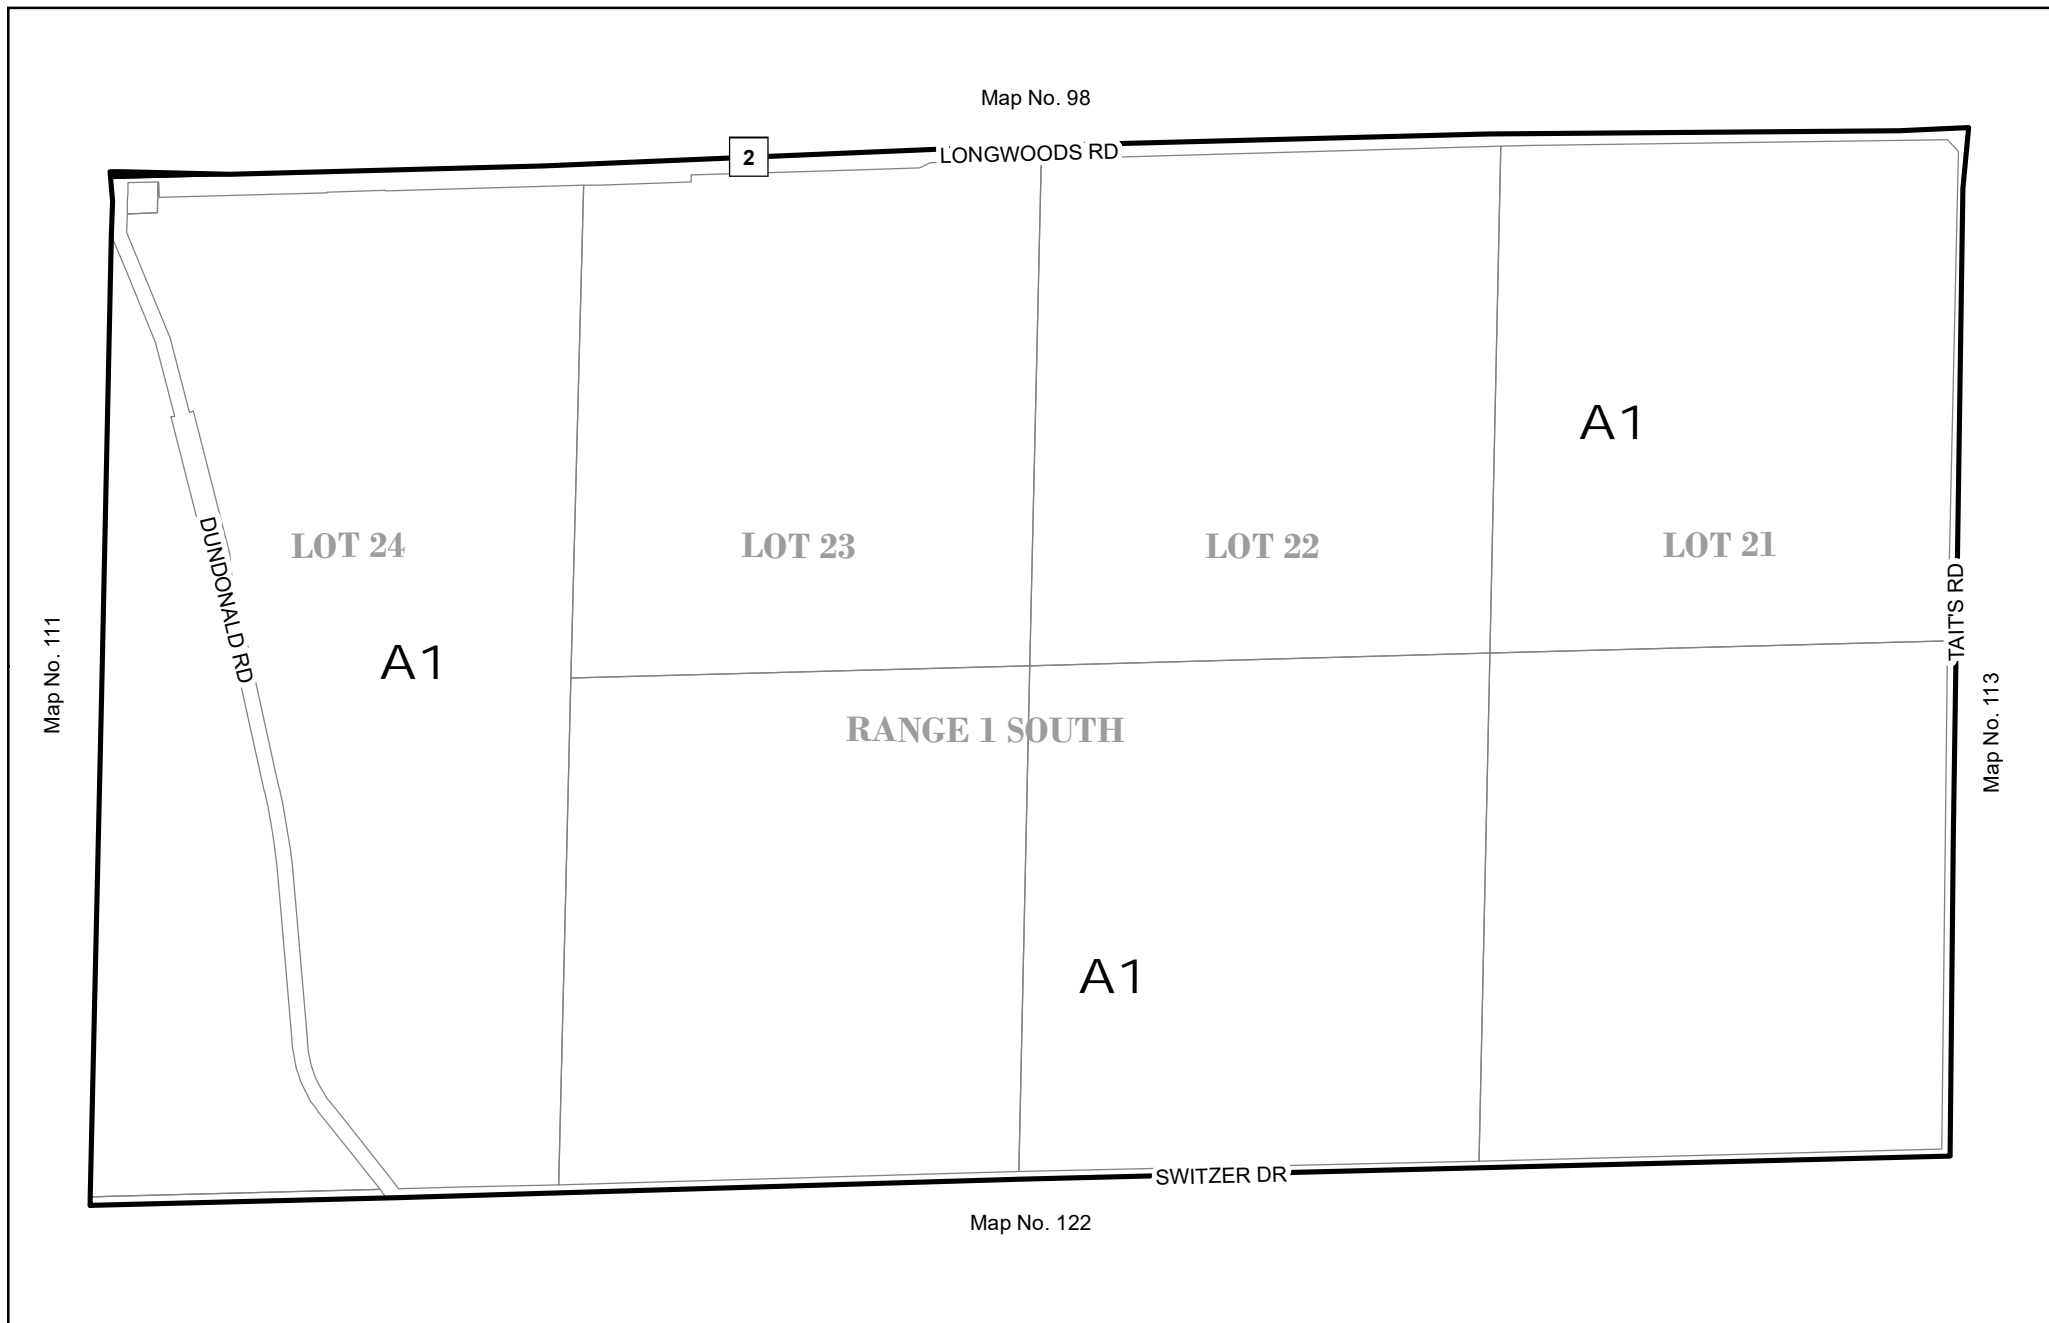 Map No. 98
2
LONGWOODS RD
A1
LOT 24
LOT 23
LOT 22
LOT 21
DUNDONALD RD
TAIT'S RD
A1
Map No. 111
RANGE 1 SOUTH
Map No. 113
A1
SWITZER DR
Map No. 122